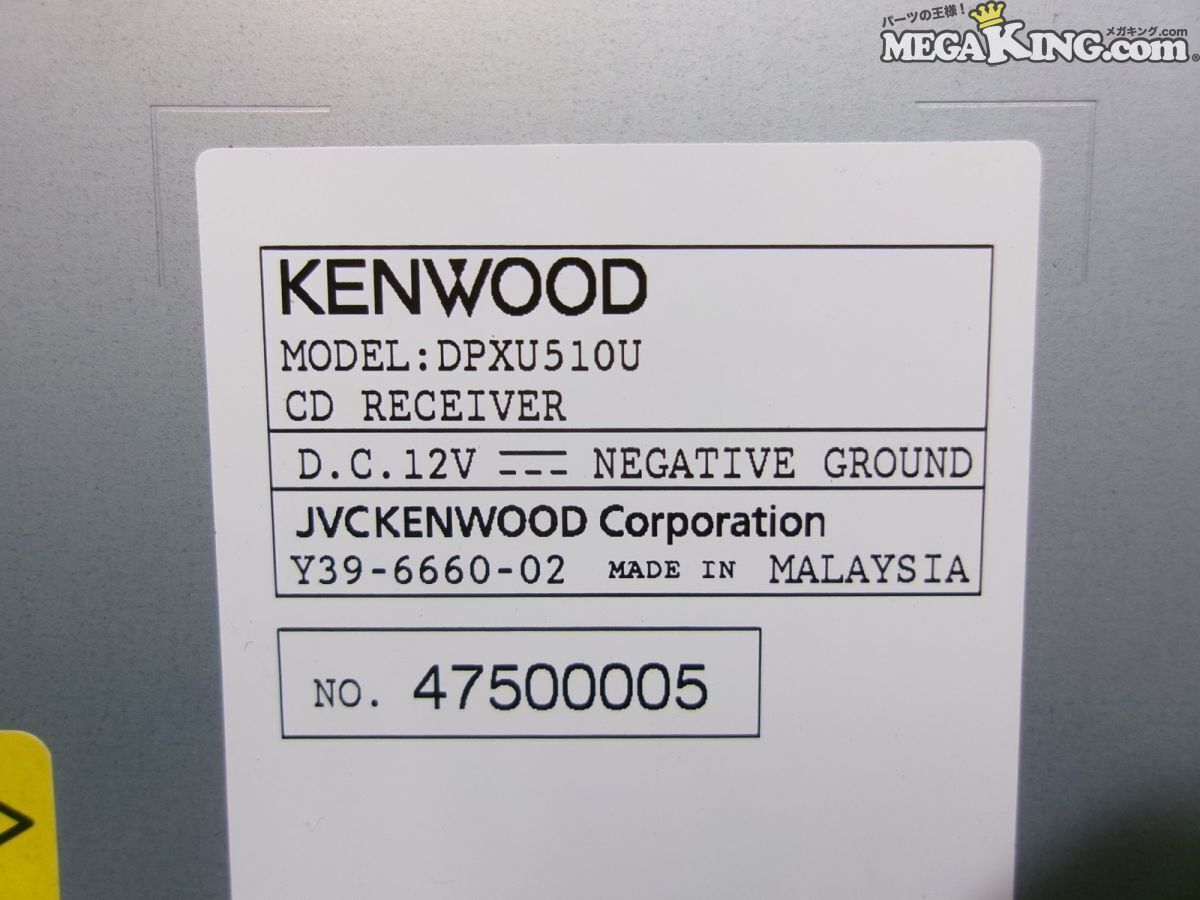 パーツの王様！
メガキング.com
MEGAKING.com®
KENWOOD
MODEL:DPXU510U
CD RECEIVER
D.C.12V NEGATIVE GROUND
JVCKENWOOD Corporation
Y39-6660-02 MADE IN MALAYSIA
NO. 47500005